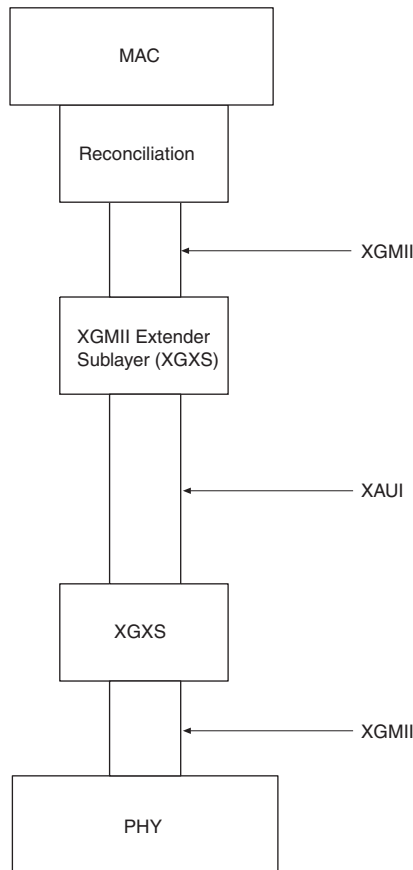 MAC
Reconciliation
XGMII
XGMII Extender
Sublayer (XGXS)
XAUI
XGXS
XGMII
PHY